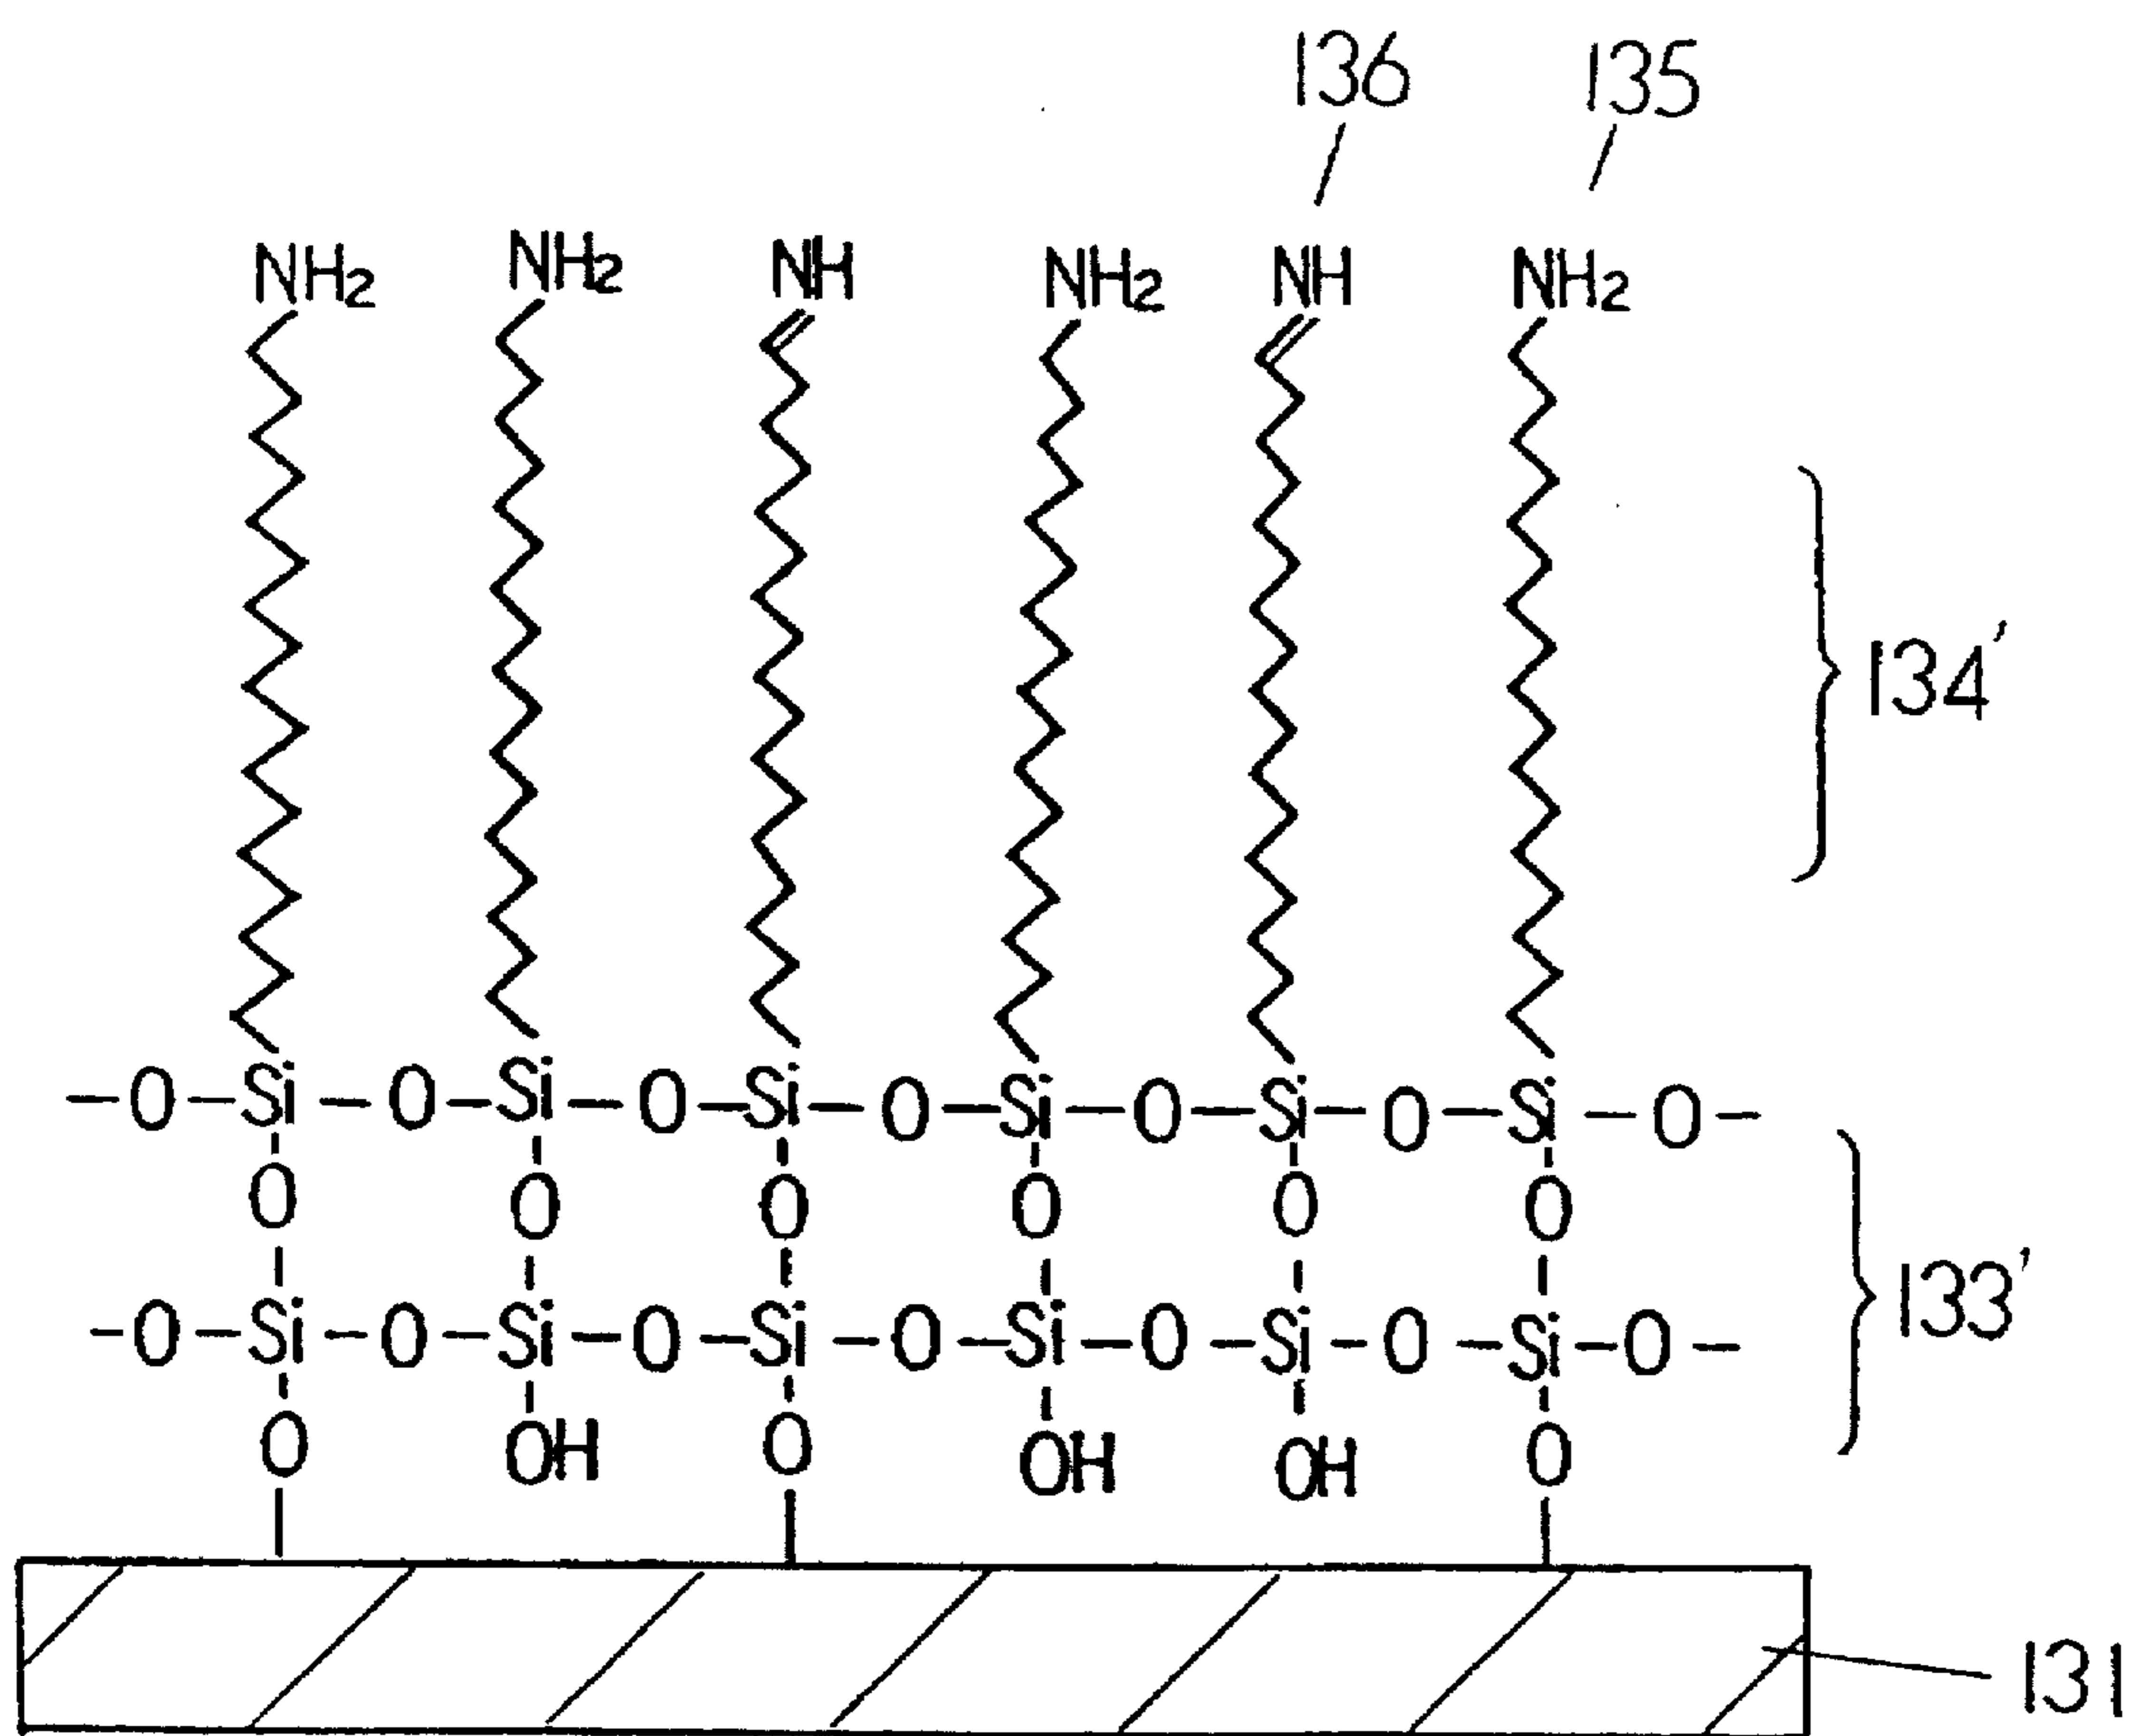 136 135
NH2 NH2 NH NH2 NH NH2
134'
—O—Si—O—Si—O—Si—O—Si—O—Si—O—Si—O—
O O O O O O
133'
—O—Si—O—Si—O—Si—O—Si—O—Si—O—Si—O—
O OH O OH OH O
131